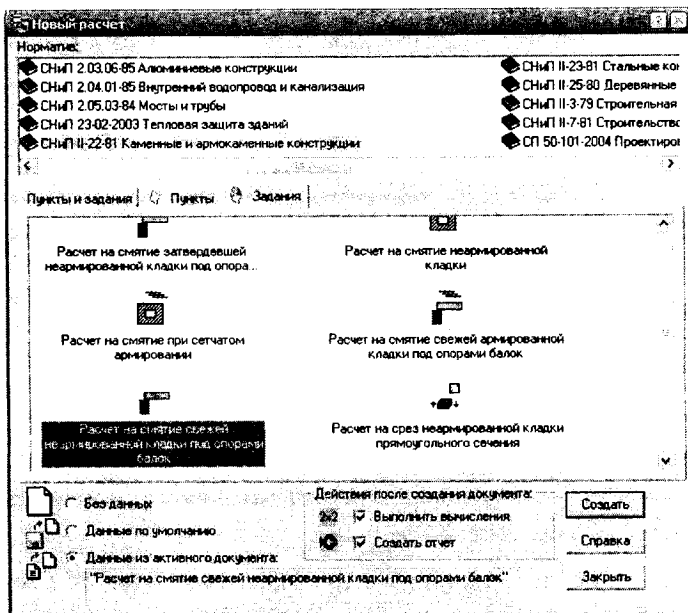 Новый расчет
Норматив:
СНиП 2.03.06-85 Алюминиевые конструкции
СНиП 2.04.01-85 Внутренний водопровод и канализация
СНиП 2.05.03-84 Мосты и трубы
СНиП 23-02-2003 Тепловая защита зданий
СНиП II-22-81 Каменные и армокаменные конструкции
СНиП II-23-81 Стальные кон
СНиП II-25-80 Деревянные
СНиП II-3-79 Строительная
СНиП II-7-81 Строительство
СП 50-101-2004 Проектиров
Пункты и задания
Пункты
Задания
Расчет на смятие затвердевшей
неармированной кладки под опора...
Расчет на смятие неармированной
кладки
Расчет на смятие при сетчатом
армировании
Расчет на смятие свежей армированной
кладки под опорами балок
Расчет на смятие свежей
неармированной кладки под опорами
балок
Расчет на срез неармированной кладки
прямоугольного сечения
Без данных
Данные по умолчанию
Данные из активного документа:
"Расчет на смятие свежей неармированной кладки под опорами балок"
Действия после создания документа:
2x2
Выполнить вычисления
Создать отчет
Создать
Справка
Закрыть